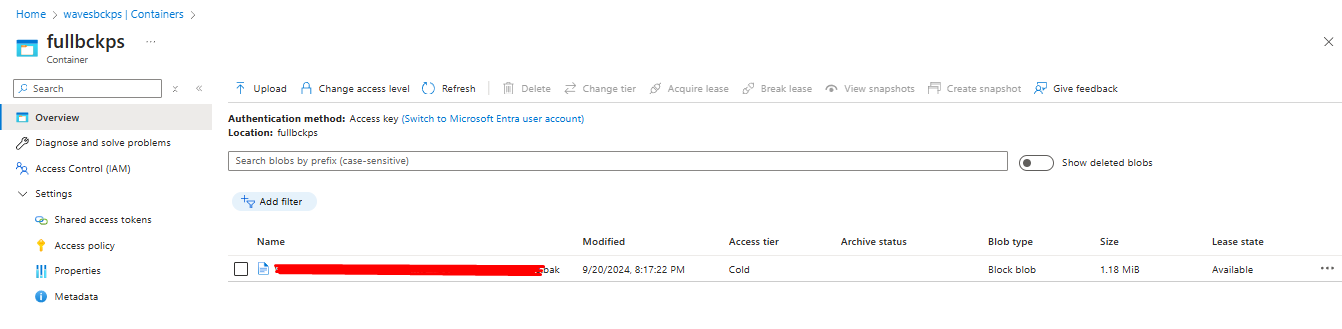 Home > wavesbckps | Containers >
fullbckps ...
Container
Search
Upload Change access level Refresh Delete Change tier Acquire lease Break lease View snapshots Create snapshot Give feedback
Overview
Diagnose and solve problems
Access Control (IAM)
Settings
Shared access tokens
Access policy
Properties
Metadata
Authentication method: Access key (Switch to Microsoft Entra user account)
Location: fullbckps
Search blobs by prefix (case-sensitive)
Show deleted blobs
Add filter
Name Modified Access tier Archive status Blob type Size Lease state
bak 9/20/2024, 8:17:22 PM Cold Block blob 1.18 MiB Available ...